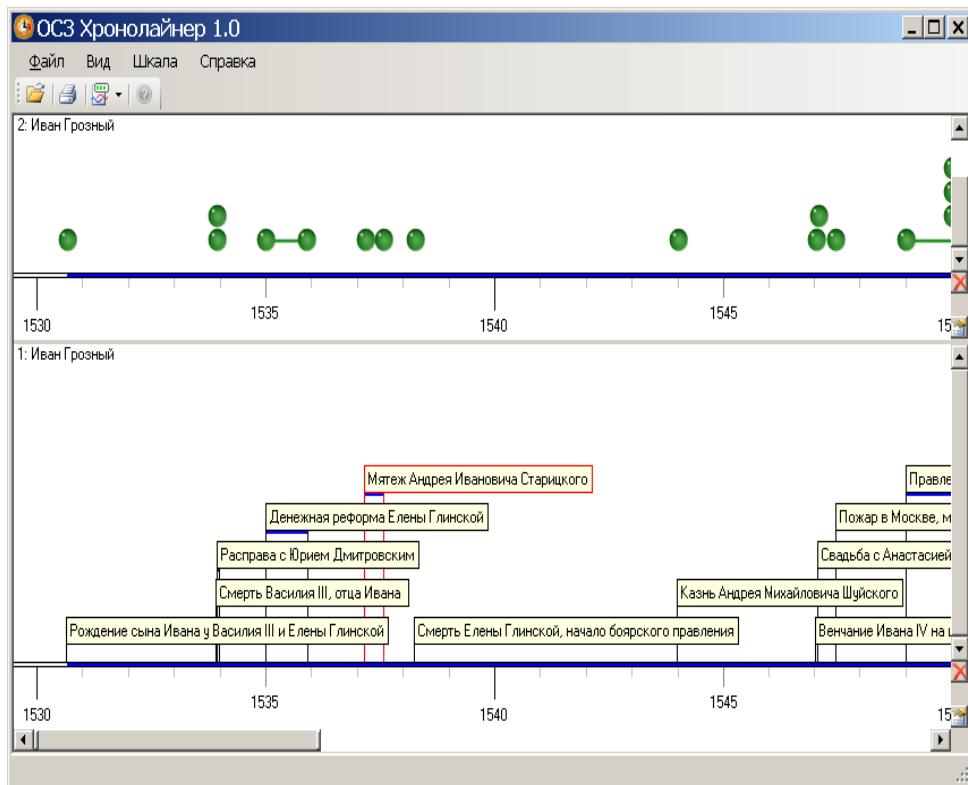 ОСЗ Хронолайнер 1.0
Файл Вид Шкала Справка
2: Иван Грозный
1530 1535 1540 1545 15
1: Иван Грозный
Мятеж Андрея Ивановича Старицкого
Правле
Денежная реформа Елены Глинской
Пожар в Москве, м
Расправа с Юрием Дмитровским
Свадьба с Анастасией
Смерть Василия III, отца Ивана
Казнь Андрея Михайловича Шуйского
Рождение сына Ивана у Василия III и Елены Глинской
Смерть Елены Глинской, начало боярского правления
Венчание Ивана IV на ц
1530 1535 1540 1545 15